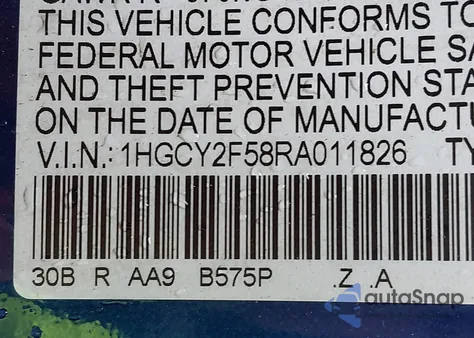 THIS VEHICLE CONFORMS TO
FEDERAL MOTOR VEHICLE SA
AND THEFT PREVENTION STA
ON THE DATE OF MANUFACTU
V.I.N.: 1HGCY2F58RA011826 TY
30B R AA9 B575P .Z .A
autoSnap